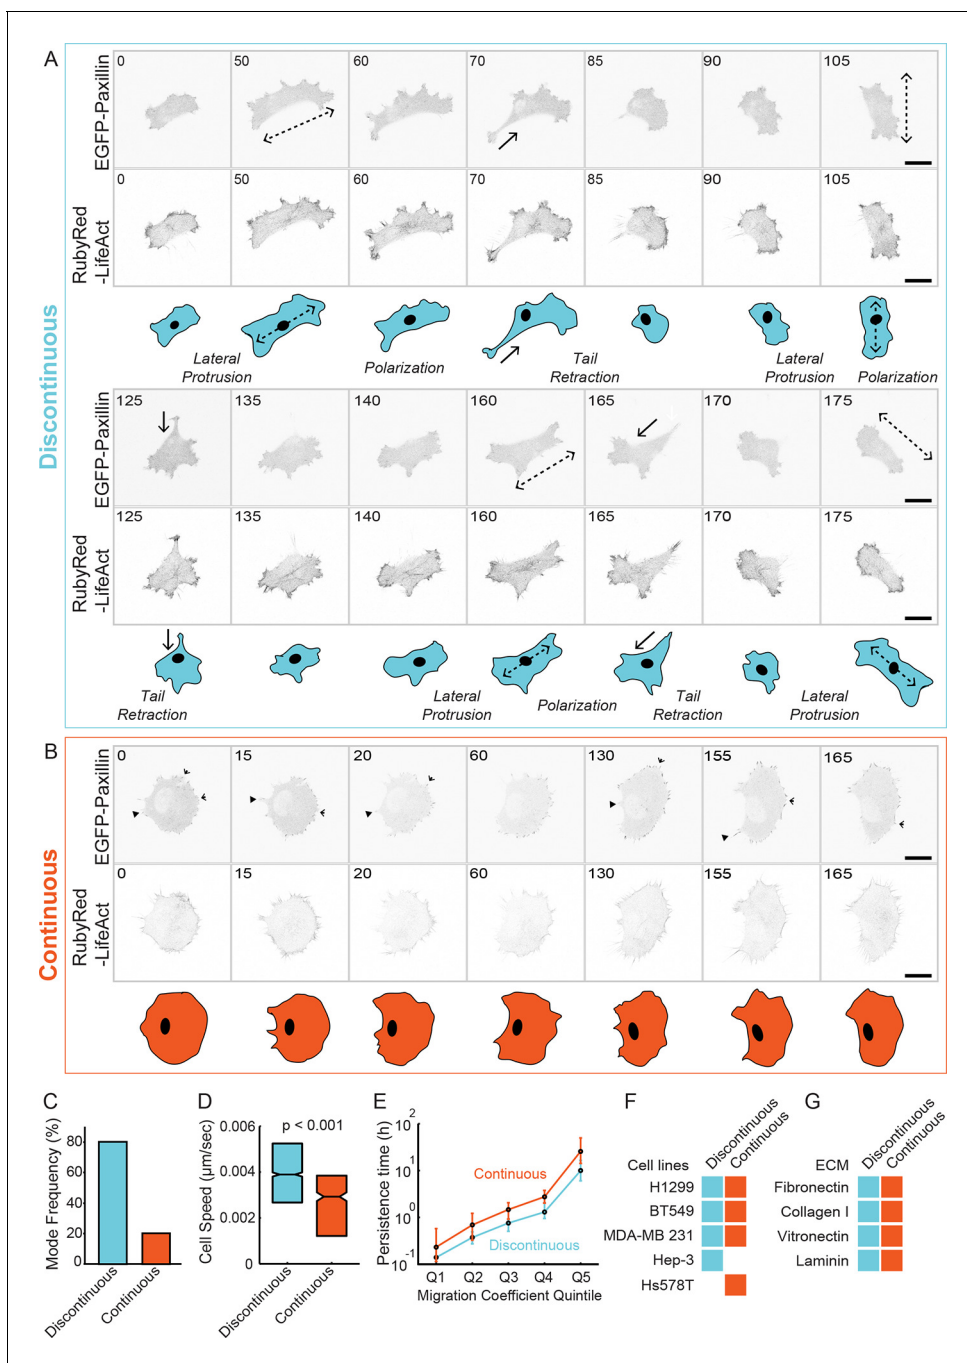 A
Discontinuous
EGFP-Paxillin
0 50 60 70 85 90 105
RubyRed
-LifeAct
0 50 60 70 85 90 105
Lateral
Protrusion
Polarization
Tail
Retraction
Lateral
Protrusion
Polarization
EGFP-Paxillin
125 135 140 160 165 170 175
RubyRed
-LifeAct
125 135 140 160 165 170 175
Tail
Retraction
Lateral
Protrusion
Polarization
Tail
Retraction
Lateral
Protrusion
B
Continuous
EGFP-Paxillin
0 15 20 60 130 155 165
RubyRed
-LifeAct
0 15 20 60 130 155 165
C
Mode Frequency (%)
80
60
40
20
0
Discontinuous
Continuous
D
Cell Speed (μm/sec)
p < 0.001
0.006
0.004
0.002
0
Discontinuous
Continuous
E
Persistence time (h)
10 2
10 1
10 0
10 -1
Continuous
Discontinuous
Q1 Q2 Q3 Q4 Q5
Migration Coefficient Quintile
F
Discontinuous
Continuous
Cell lines
H1299
BT549
MDA-MB 231
Hep-3
Hs578T
G
Discontinuous
Continuous
ECM
Fibronectin
Collagen I
Vitronectin
Laminin